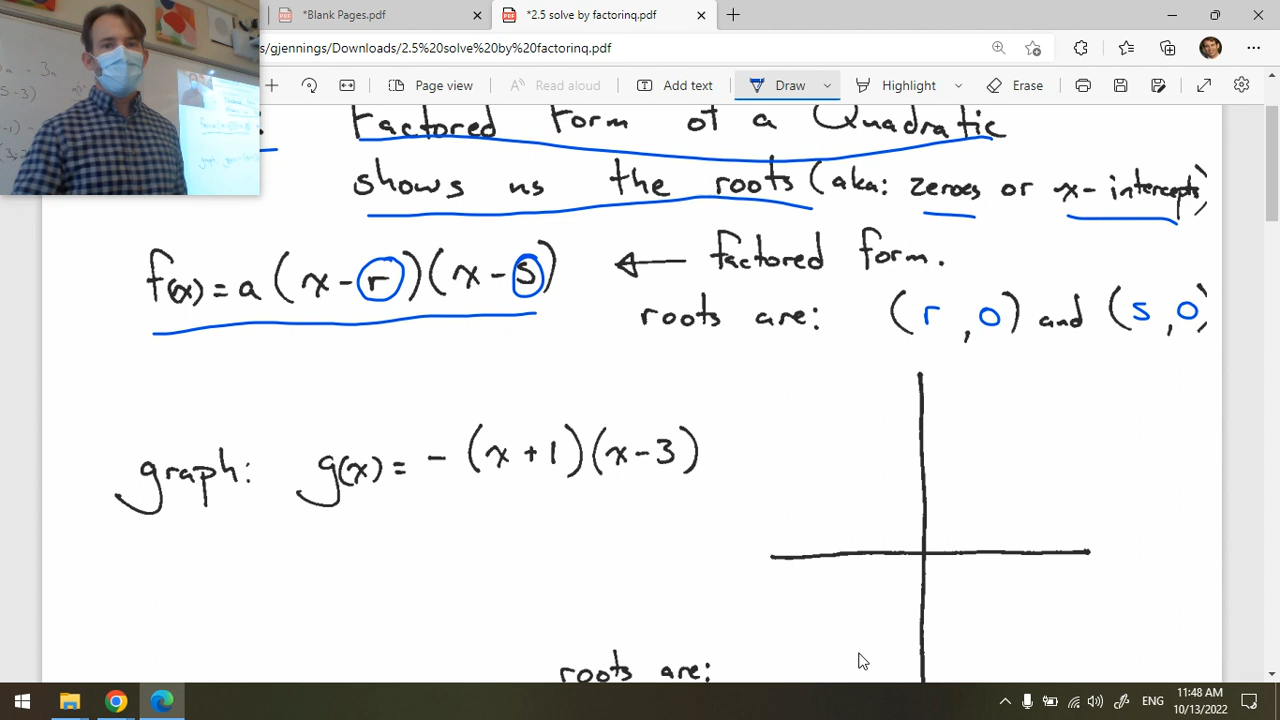 *Blank Pages.pdf
*2.5 solve by factoring.pdf
s/gjennings/Downloads/2.5%20solve%20by%20factoring.pdf
Page view
Read aloud
Add text
Draw
Highlight
Erase
Factored Form of a Quadratic
shows us the roots (aka: zeroes or x-intercepts)
f(x) = a(x-r)(x-s) ← factored form.
roots are: (r,0) and (s,0)
graph: g(x) = -(x+1)(x-3)
roots are:
ENG
11:48 AM
10/13/2022